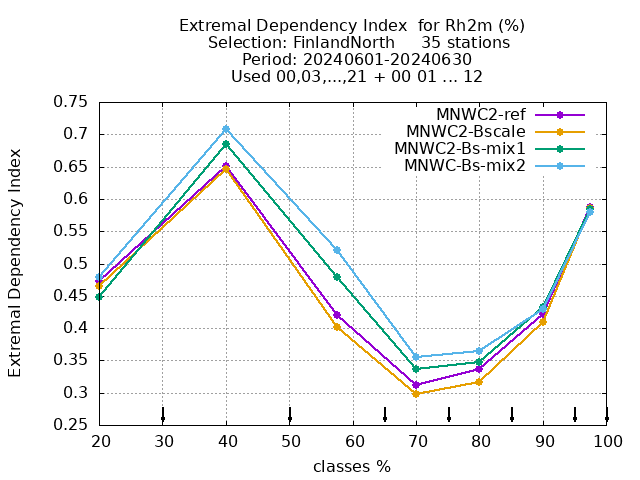 Extremal Dependency Index  for Rh2m (%)
Selection: FinlandNorth     35 stations
Period: 20240601-20240630
Used 00,03,...,21 + 00 01 ... 12
MNWC2-ref
MNWC2-Bscale
MNWC2-Bs-mix1
MNWC-Bs-mix2
Extremal Dependency Index
0.75
0.7
0.65
0.6
0.55
0.5
0.45
0.4
0.35
0.3
0.25
20 30 40 50 60 70 80 90 100
classes %